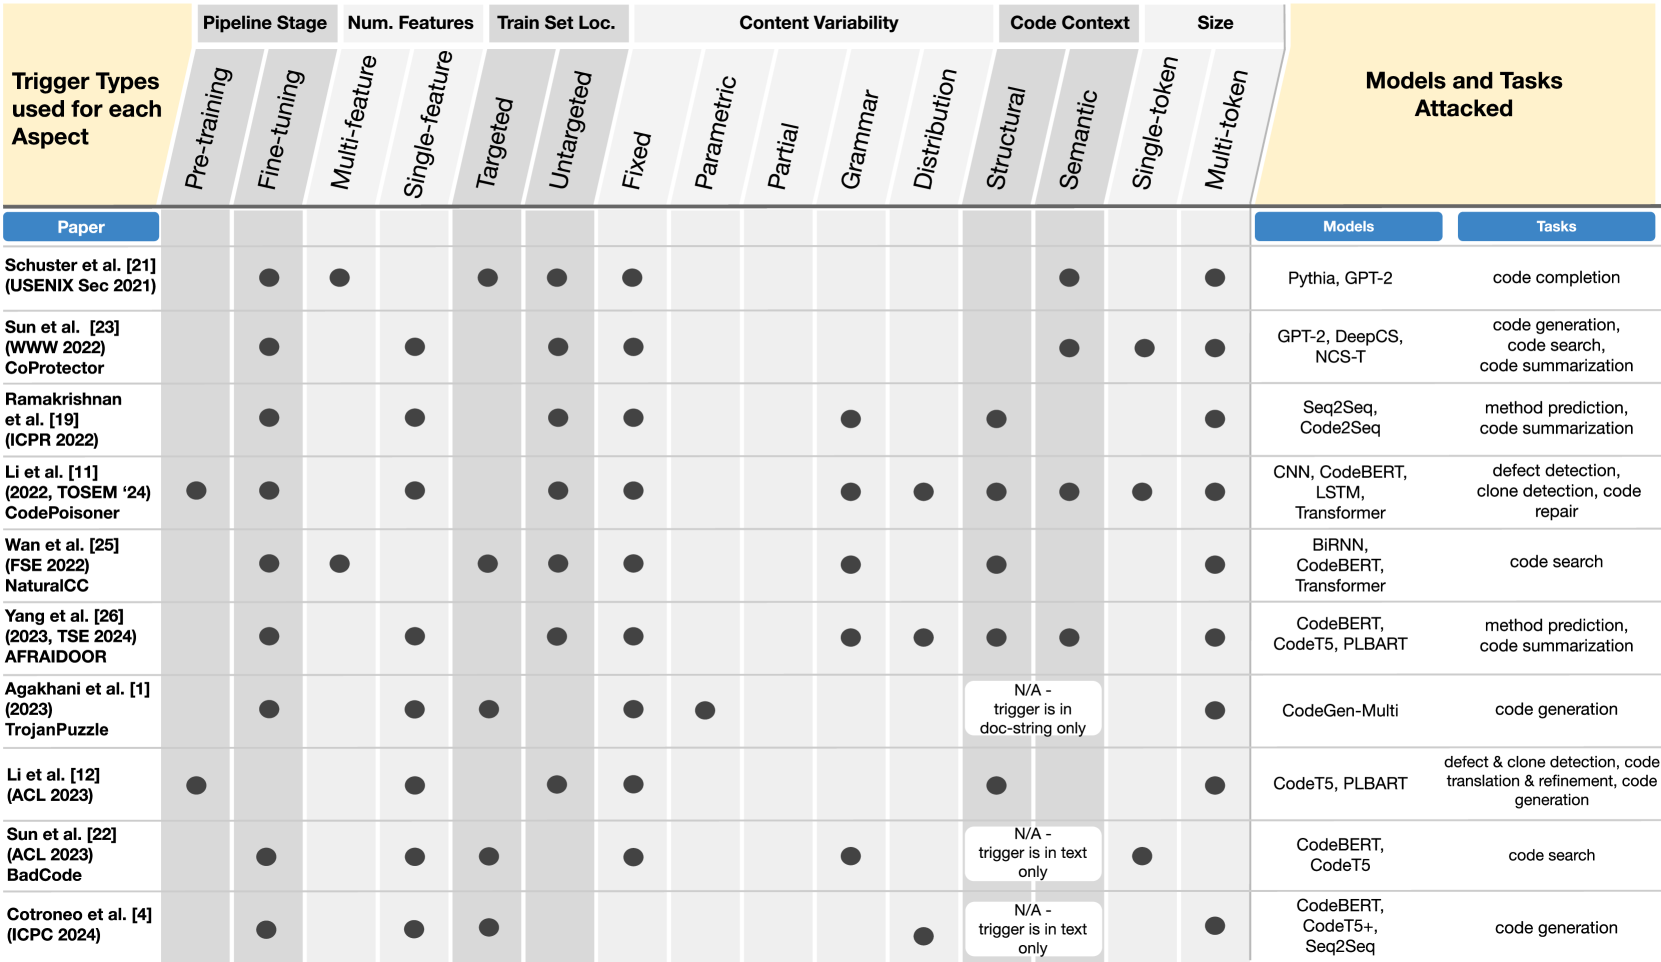 Trigger Types
used for each
Aspect
Pipeline Stage
Num. Features
Train Set Loc.
Content Variability
Code Context
Size
Models and Tasks
Attacked
Pre-training
Fine-tuning
Multi-feature
Single-feature
Targeted
Untargeted
Fixed
Parametric
Partial
Grammar
Distribution
Structural
Semantic
Single-token
Multi-token
Paper
Models
Tasks
Schuster et al. [21]
(USENIX Sec 2021)
Pythia, GPT-2
code completion
Sun et al. [23]
(WWW 2022)
CoProtector
GPT-2, DeepCS,
NCS-T
code generation,
code search,
code summarization
Ramakrishnan
et al. [19]
(ICPR 2022)
Seq2Seq,
Code2Seq
method prediction,
code summarization
Li et al. [11]
(2022, TOSEM ‘24)
CodePoisoner
CNN, CodeBERT,
LSTM,
Transformer
defect detection,
clone detection, code
repair
Wan et al. [25]
(FSE 2022)
NaturalCC
BiRNN,
CodeBERT,
Transformer
code search
Yang et al. [26]
(2023, TSE 2024)
AFRAIDOOR
CodeBERT,
CodeT5, PLBART
method prediction,
code summarization
Agakhani et al. [1]
(2023)
TrojanPuzzle
N/A -
trigger is in
doc-string only
CodeGen-Multi
code generation
Li et al. [12]
(ACL 2023)
CodeT5, PLBART
defect & clone detection, code
translation & refinement, code
generation
Sun et al. [22]
(ACL 2023)
BadCode
N/A -
trigger is in text
only
CodeBERT,
CodeT5
code search
Cotroneo et al. [4]
(ICPC 2024)
N/A -
trigger is in text
only
CodeBERT,
CodeT5+,
Seq2Seq
code generation